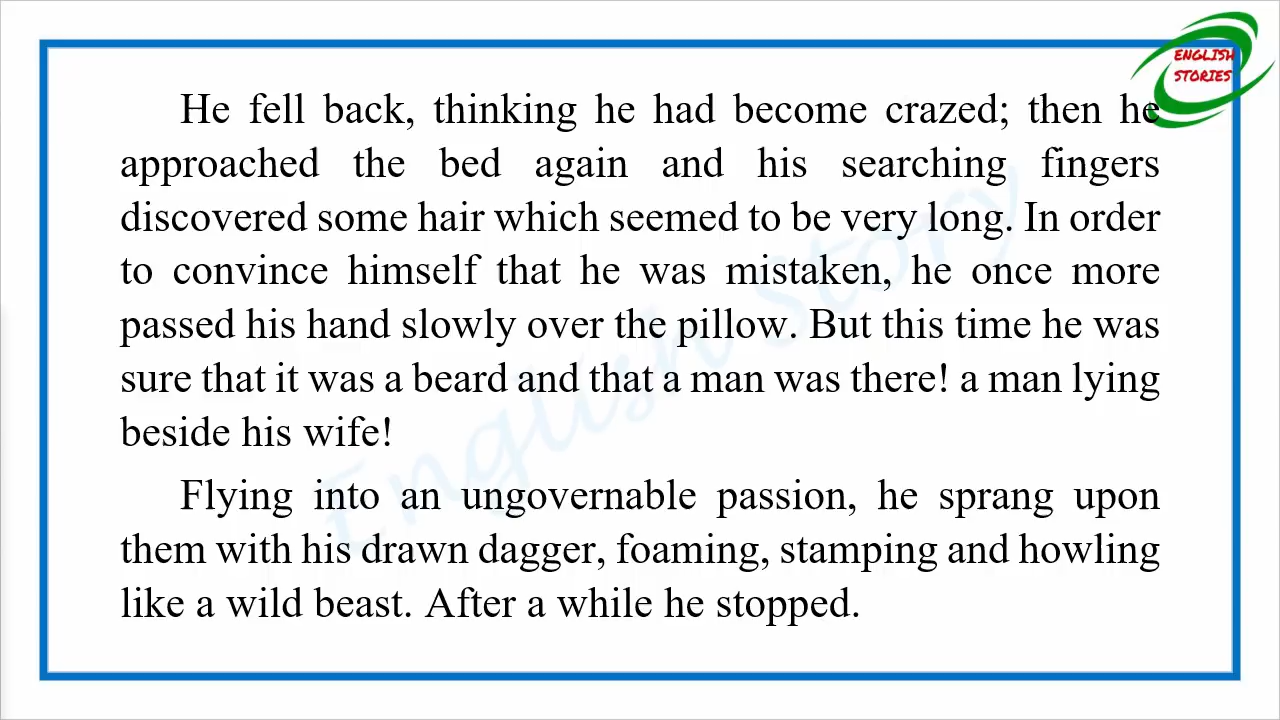 ENGLISH
STORIES
He fell back, thinking he had become crazed; then he
approached the bed again and his searching fingers
discovered some hair which seemed to be very long. In order
to convince himself that he was mistaken, he once more
passed his hand slowly over the pillow. But this time he was
sure that it was a beard and that a man was there! a man lying
beside his wife!
Flying into an ungovernable passion, he sprang upon
them with his drawn dagger, foaming, stamping and howling
like a wild beast. After a while he stopped.
English Story